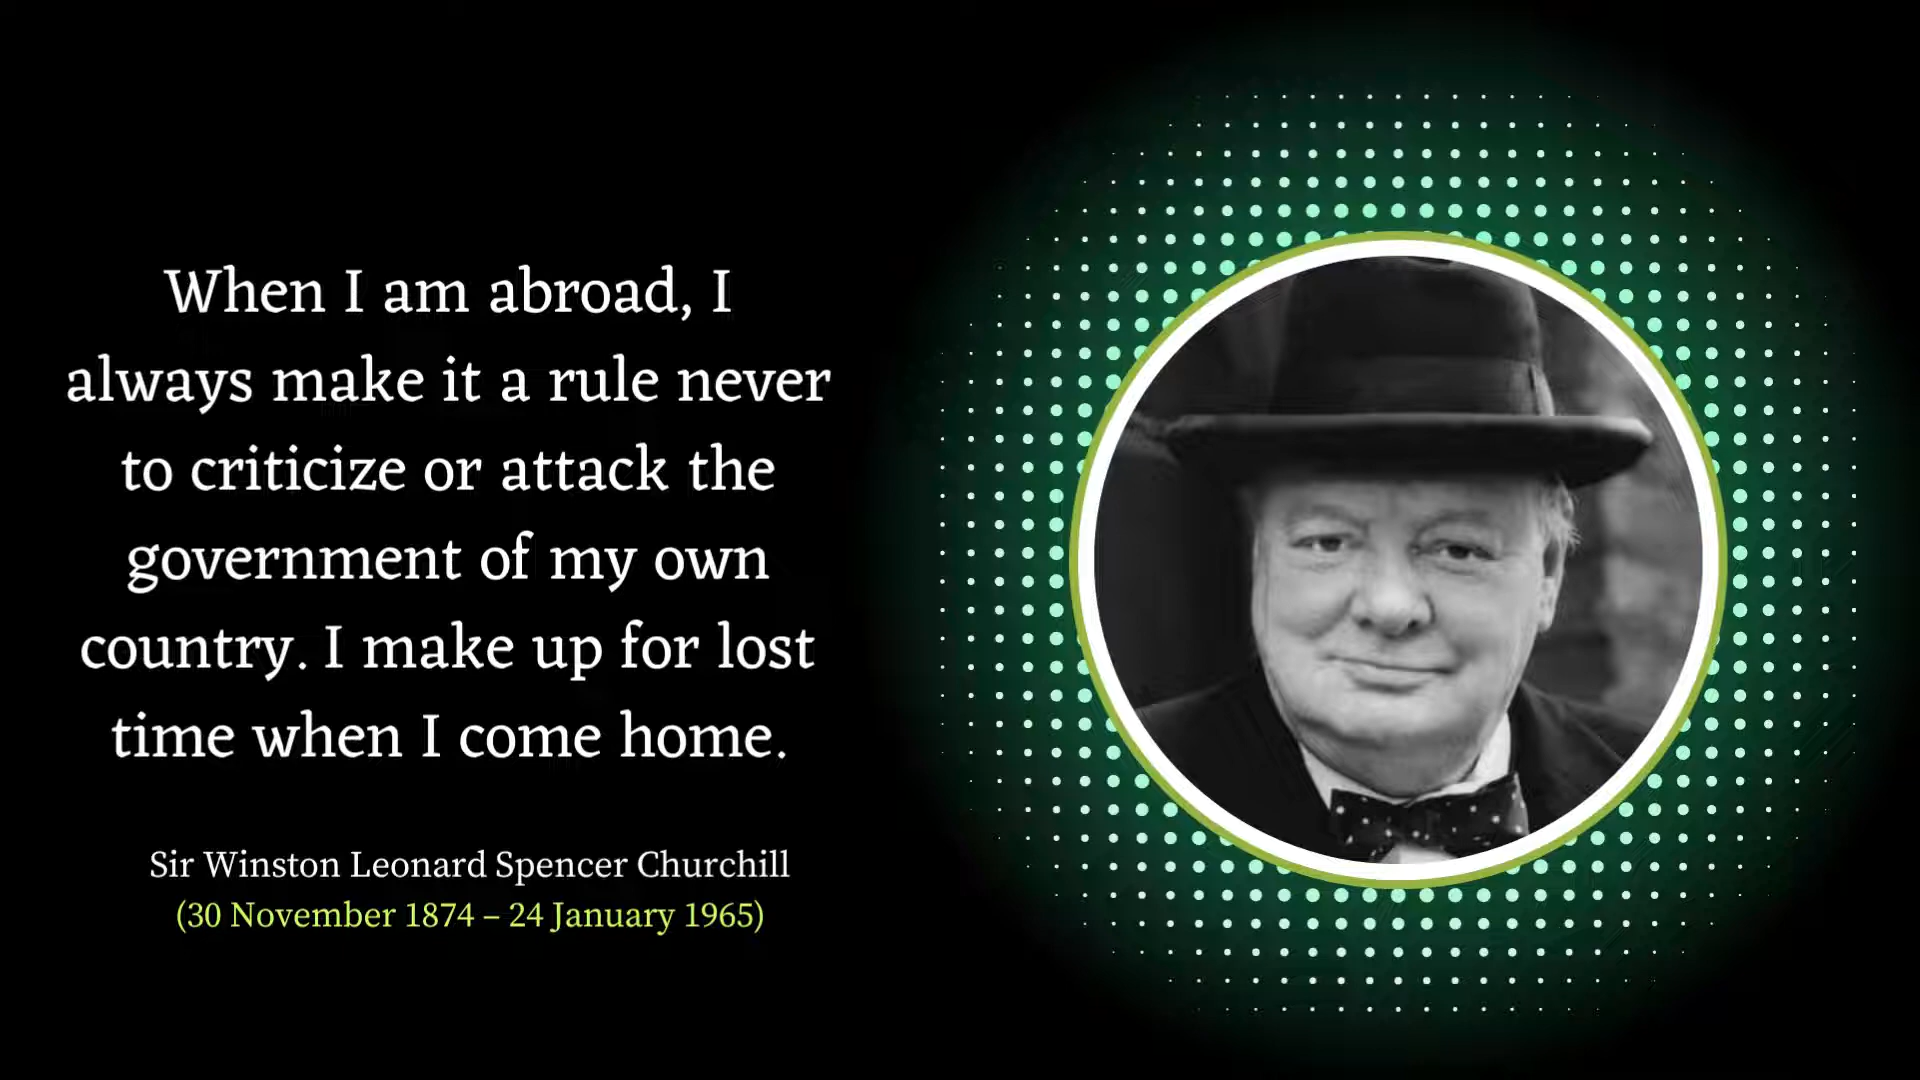 When I am abroad, I
always make it a rule never
to criticize or attack the
government of my own
country. I make up for lost
time when I come home.
Sir Winston Leonard Spencer Churchill
(30 November 1874 – 24 January 1965)